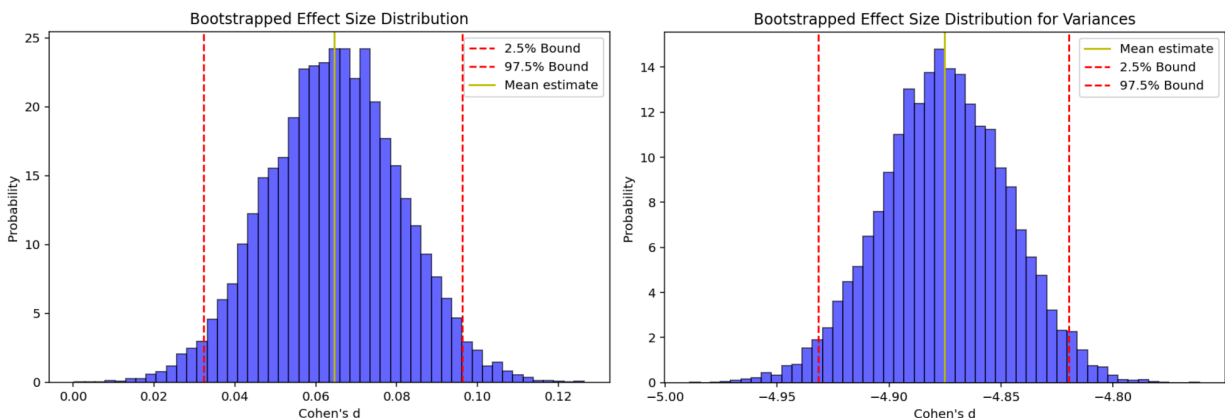 Bootstrapped Effect Size Distribution
25
20
15
10
5
0
Probability
2.5% Bound
97.5% Bound
Mean estimate
0.00 0.02 0.04 0.06 0.08 0.10 0.12
Cohen's d
Bootstrapped Effect Size Distribution for Variances
14
12
10
8
6
4
2
0
Probability
Mean estimate
2.5% Bound
97.5% Bound
−5.00 −4.95 −4.90 −4.85 −4.80
Cohen's d